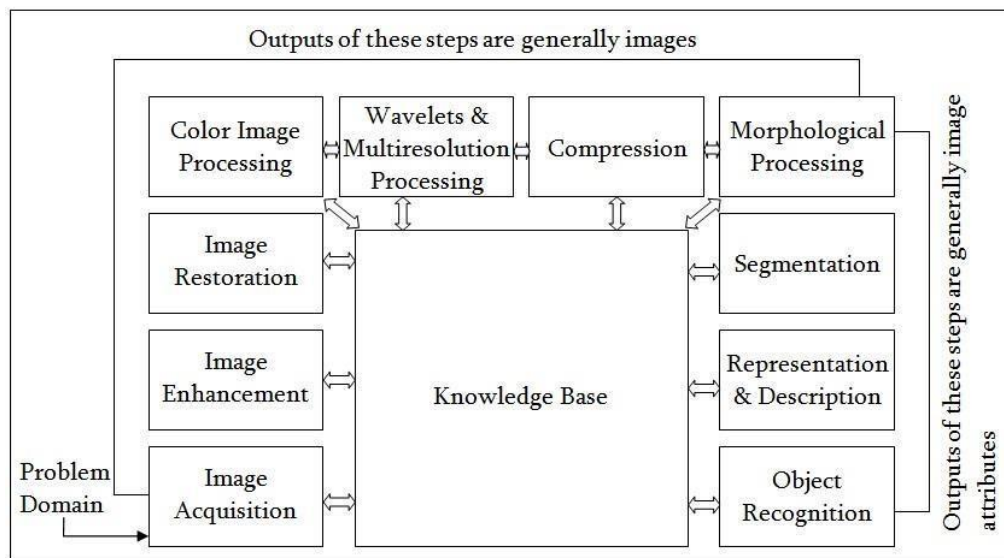 Outputs of these steps are generally images
Color Image
Processing
Wavelets &
Multiresolution
Processing
Compression
Morphological
Processing
Image
Restoration
Segmentation
Image
Enhancement
Knowledge Base
Representation
& Description
Problem
Domain
Image
Acquisition
Object
Recognition
Outputs of these steps are generally image
attributes